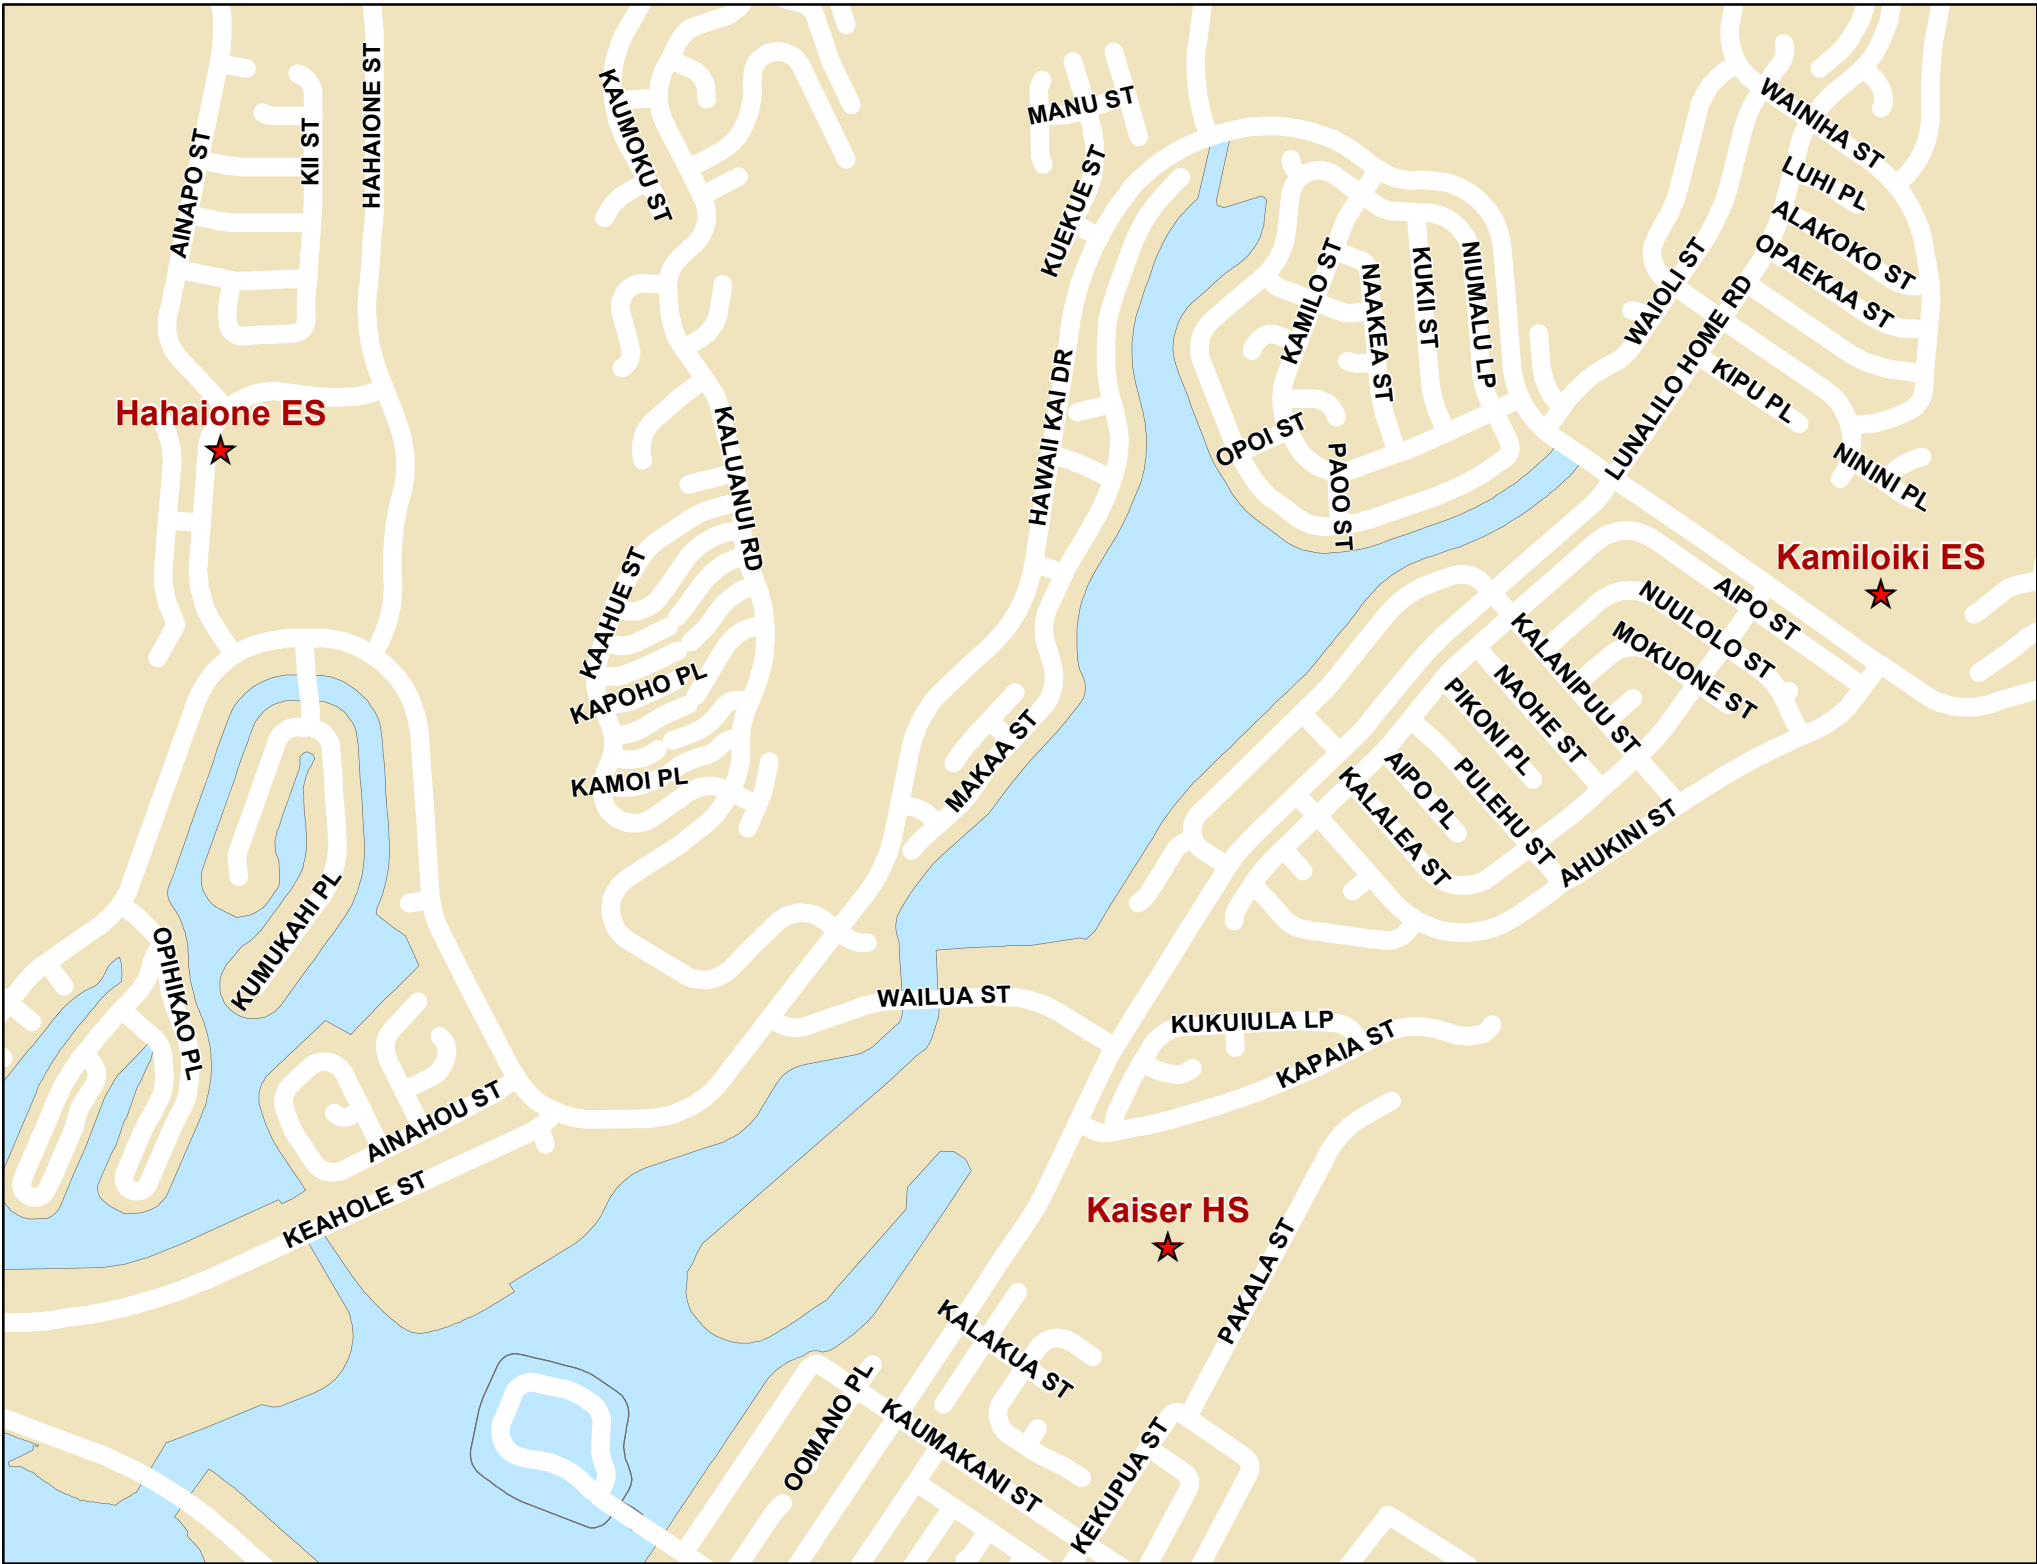 HAHAIONE ST
KAUMOKU ST
MANU ST
WAINIHA ST
KII ST
AINAPO ST
LUHI PL
KUEKUE ST
ALAKOKO ST
OPAEKAA ST
KAMILO ST
NAAKEA ST
KUKII ST
NIUMALU LP
WAIOLI ST
LUNALILO HOME RD
KIPU PL
Hahaione ES
KALUANUI RD
HAWAII KAI DR
OPOI ST
PAOO ST
NININI PL
Kamiloiki ES
KAAHUE ST
AIPO ST
NUULOLO ST
MOKUONE ST
KALANIPUU ST
KAPOHO PL
NAOHE ST
PIKONI PL
MAKAA ST
KAMOI PL
AIPO PL
PULEHU ST
KALALEA ST
AHUKINI ST
KUMUKAHI PL
OPIHIKAO PL
WAILUA ST
KUKUIULA LP
KAPAIA ST
AINAHOU ST
KEAHOLE ST
Kaiser HS
PAKALA ST
KALAKUA ST
OOMANO PL
KAUMAKANI ST
KEKUPUA ST